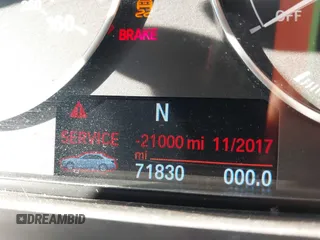 OFF
BRAKE
N
SERVICE -21000 mi 11/2017
mi
71830 000.0
DREAMBID